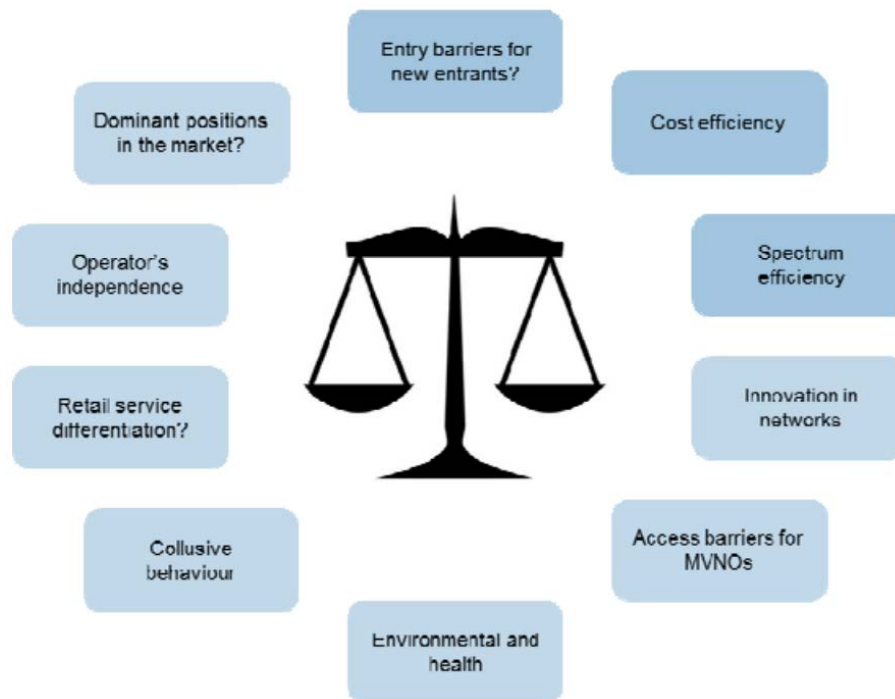 Entry barriers for
new entrants?
Dominant positions
in the market?
Cost efficiency
Operator's
independence
Spectrum
efficiency
Retail service
differentiation?
Innovation in
networks
Collusive
behaviour
Access barriers for
MVNOs
Environmental and
health